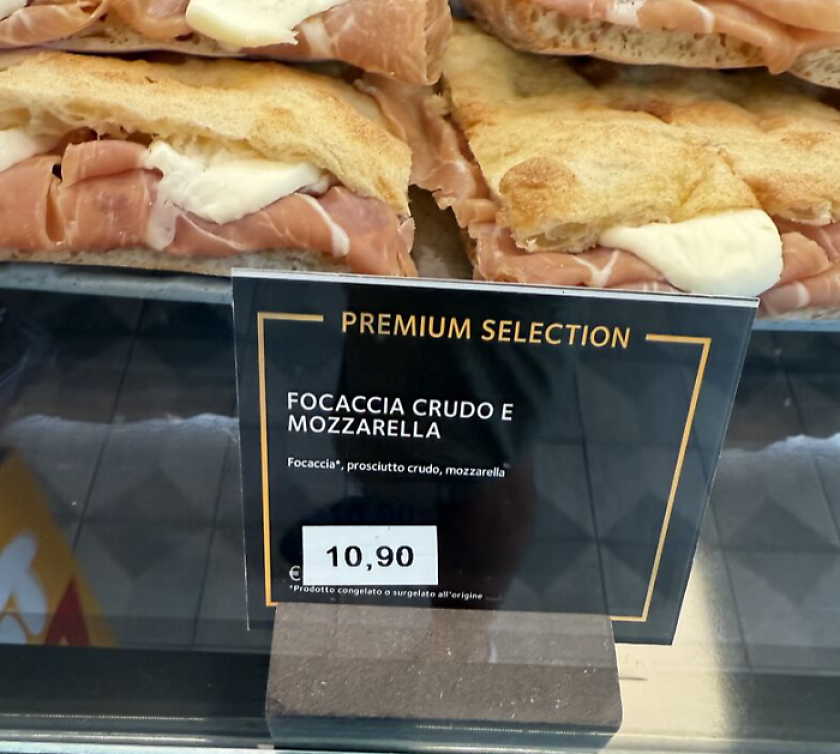 PREMIUM SELECTION
FOCACCIA CRUDO E
MOZZARELLA
Focaccia*, prosciutto crudo, mozzarella
€ 10,90
*Prodotto congelato o surgelato all'origine